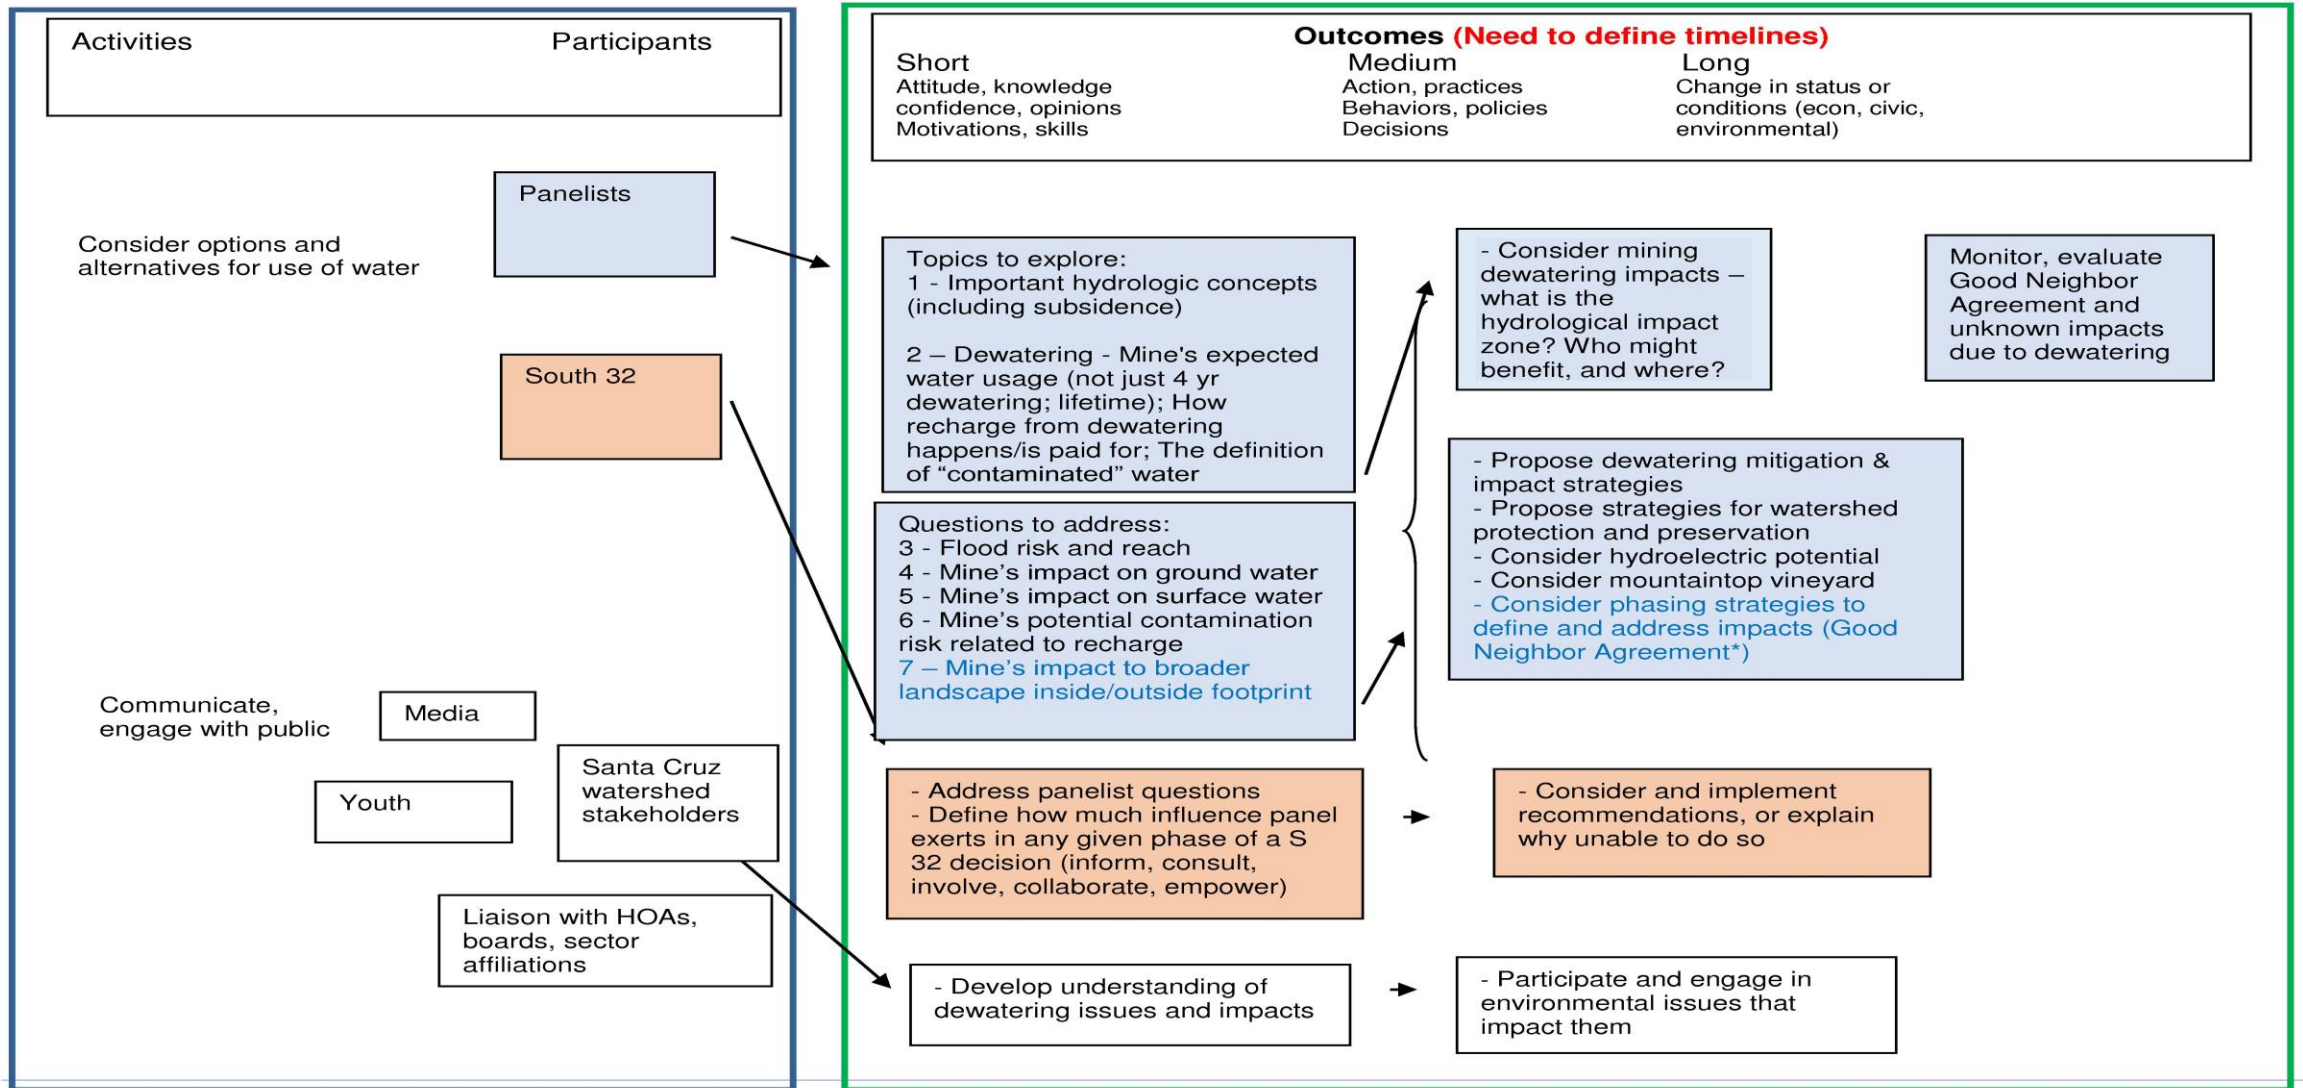 Activities
Participants
Outcomes (Need to define timelines)
Short
Attitude, knowledge
confidence, opinions
Motivations, skills
Medium
Action, practices
Behaviors, policies
Decisions
Long
Change in status or
conditions (econ, civic,
environmental)
Consider options and
alternatives for use of water
Panelists
South 32
Communicate,
engage with public
Media
Youth
Santa Cruz
watershed
stakeholders
Liaison with HOAs,
boards, sector
affiliations
Topics to explore:
1 - Important hydrologic concepts
(including subsidence)
2 – Dewatering - Mine's expected
water usage (not just 4 yr
dewatering; lifetime); How
recharge from dewatering
happens/is paid for; The definition
of “contaminated” water
Questions to address:
3 - Flood risk and reach
4 - Mine’s impact on ground water
5 - Mine’s impact on surface water
6 - Mine’s potential contamination
risk related to recharge
7 – Mine’s impact to broader
landscape inside/outside footprint
- Address panelist questions
- Define how much influence panel
exerts in any given phase of a S
32 decision (inform, consult,
involve, collaborate, empower)
- Develop understanding of
dewatering issues and impacts
- Consider mining
dewatering impacts –
what is the
hydrological impact
zone? Who might
benefit, and where?
- Propose dewatering mitigation &
impact strategies
- Propose strategies for watershed
protection and preservation
- Consider hydroelectric potential
- Consider mountaintop vineyard
- Consider phasing strategies to
define and address impacts (Good
Neighbor Agreement*)
- Consider and implement
recommendations, or explain
why unable to do so
- Participate and engage in
environmental issues that
impact them
Monitor, evaluate
Good Neighbor
Agreement and
unknown impacts
due to dewatering